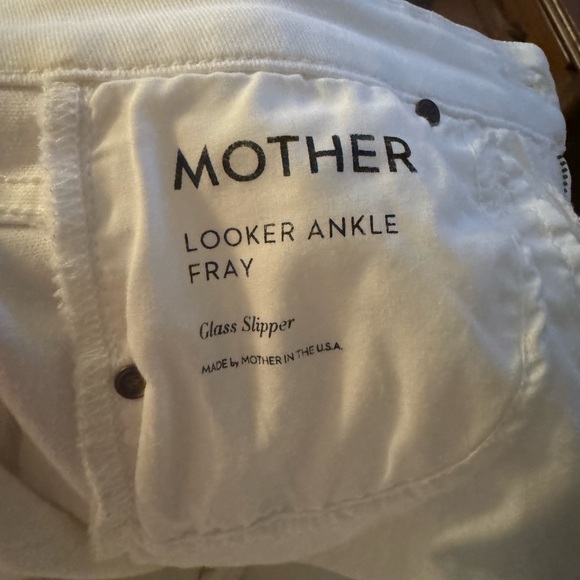 MOTHER
LOOKER ANKLE
FRAY
Glass Slipper
MADE by MOTHER IN THE U.S.A.